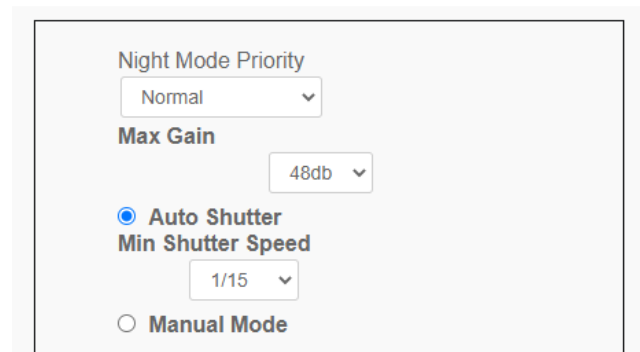 Night Mode Priority
Normal
Max Gain
48db
Auto Shutter
Min Shutter Speed
1/15
Manual Mode